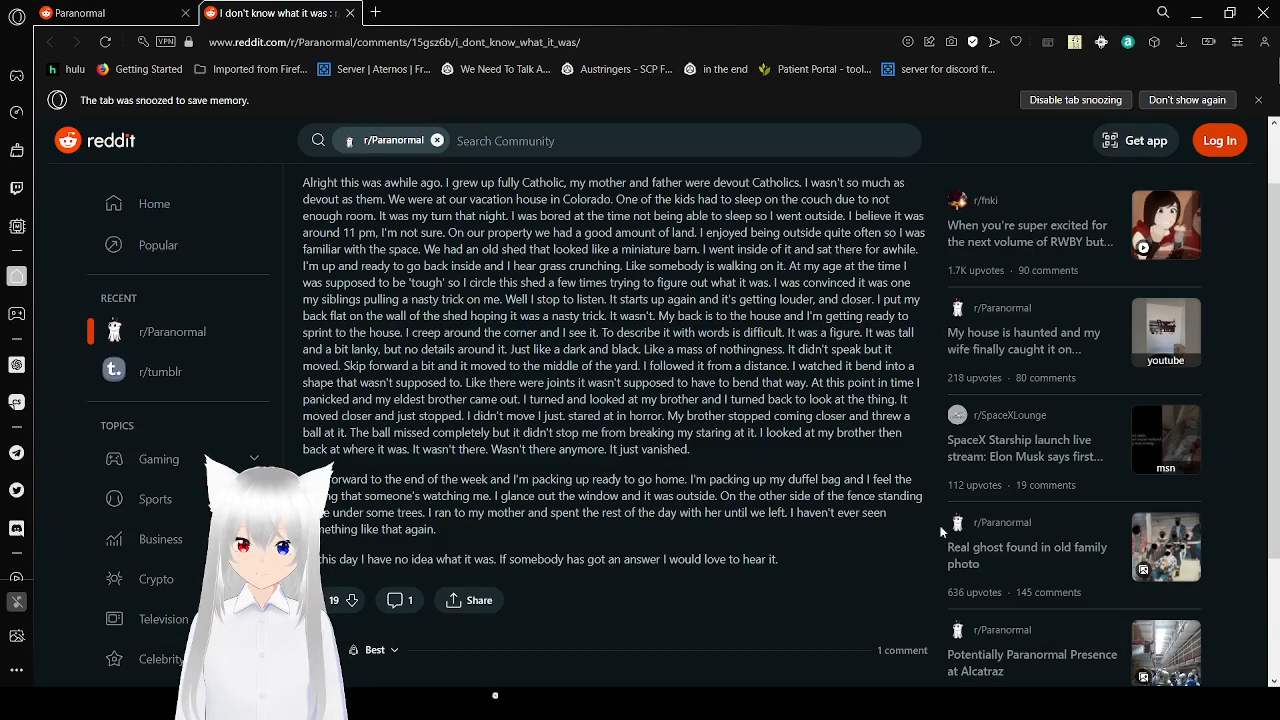 Paranormal
I don't know what it was : r,
www.reddit.com/r/Paranormal/comments/15gsz6b/i_dont_know_what_it_was/
VPN
hulu
Getting Started
Imported from Firef...
Server | Aternos | Fr...
We Need To Talk A...
Austringers - SCP F...
in the end
Patient Portal - tool...
server for discord fr...
The tab was snoozed to save memory.
Disable tab snoozing
Don't show again
reddit
r/Paranormal
Search Community
Get app
Log In
Home
Popular
RECENT
r/Paranormal
r/tumblr
TOPICS
Gaming
Sports
Business
Crypto
Television
Celebrity
Alright this was awhile ago. I grew up fully Catholic, my mother and father were devout Catholics. I wasn't so much as
devout as them. We were at our vacation house in Colorado. One of the kids had to sleep on the couch due to not
enough room. It was my turn that night. I was bored at the time not being able to sleep so I went outside. I believe it was
around 11 pm, I'm not sure. On our property we had a good amount of land. I enjoyed being outside quite often so I was
familiar with the space. We had an old shed that looked like a miniature barn. I went inside of it and sat there for awhile.
I'm up and ready to go back inside and I hear grass crunching. Like somebody is walking on it. At my age at the time I
was supposed to be 'tough' so I circle this shed a few times trying to figure out what it was. I was convinced it was one
my siblings pulling a nasty trick on me. Well I stop to listen. It starts up again and it's getting louder, and closer. I put my
back flat on the wall of the shed hoping it was a nasty trick. It wasn't. My back is to the house and I'm getting ready to
sprint to the house. I creep around the corner and I see it. To describe it with words is difficult. It was a figure. It was tall
and a bit lanky, but no details around it. Just like a dark and black. Like a mass of nothingness. It didn't speak but it
moved. Skip forward a bit and it moved to the middle of the yard. I followed it from a distance. I watched it bend into a
shape that wasn't supposed to. Like there were joints it wasn't supposed to have to bend that way. At this point in time I
panicked and my eldest brother came out. I turned and looked at my brother and I turned back to look at the thing. It
moved closer and just stopped. I didn't move I just. stared at in horror. My brother stopped coming closer and threw a
ball at it. The ball missed completely but it didn't stop me from breaking my staring at it. I looked at my brother then
back at where it was. It wasn't there. Wasn't there anymore. It just vanished.
forward to the end of the week and I'm packing up ready to go home. I'm packing up my duffel bag and I feel the
that someone's watching me. I glance out the window and it was outside. On the other side of the fence standing
under some trees. I ran to my mother and spent the rest of the day with her until we left. I haven't ever seen
mething like that again.
this day I have no idea what it was. If somebody has got an answer I would love to hear it.
19
1
Share
Best
1 comment
r/fnki
When you're super excited for
the next volume of RWBY but...
1.7K upvotes · 90 comments
r/Paranormal
My house is haunted and my
wife finally caught it on...
youtube
218 upvotes · 80 comments
r/SpaceXLounge
SpaceX Starship launch live
stream: Elon Musk says first...
msn
112 upvotes · 19 comments
r/Paranormal
Real ghost found in old family
photo
636 upvotes · 145 comments
r/Paranormal
Potentially Paranormal Presence
at Alcatraz